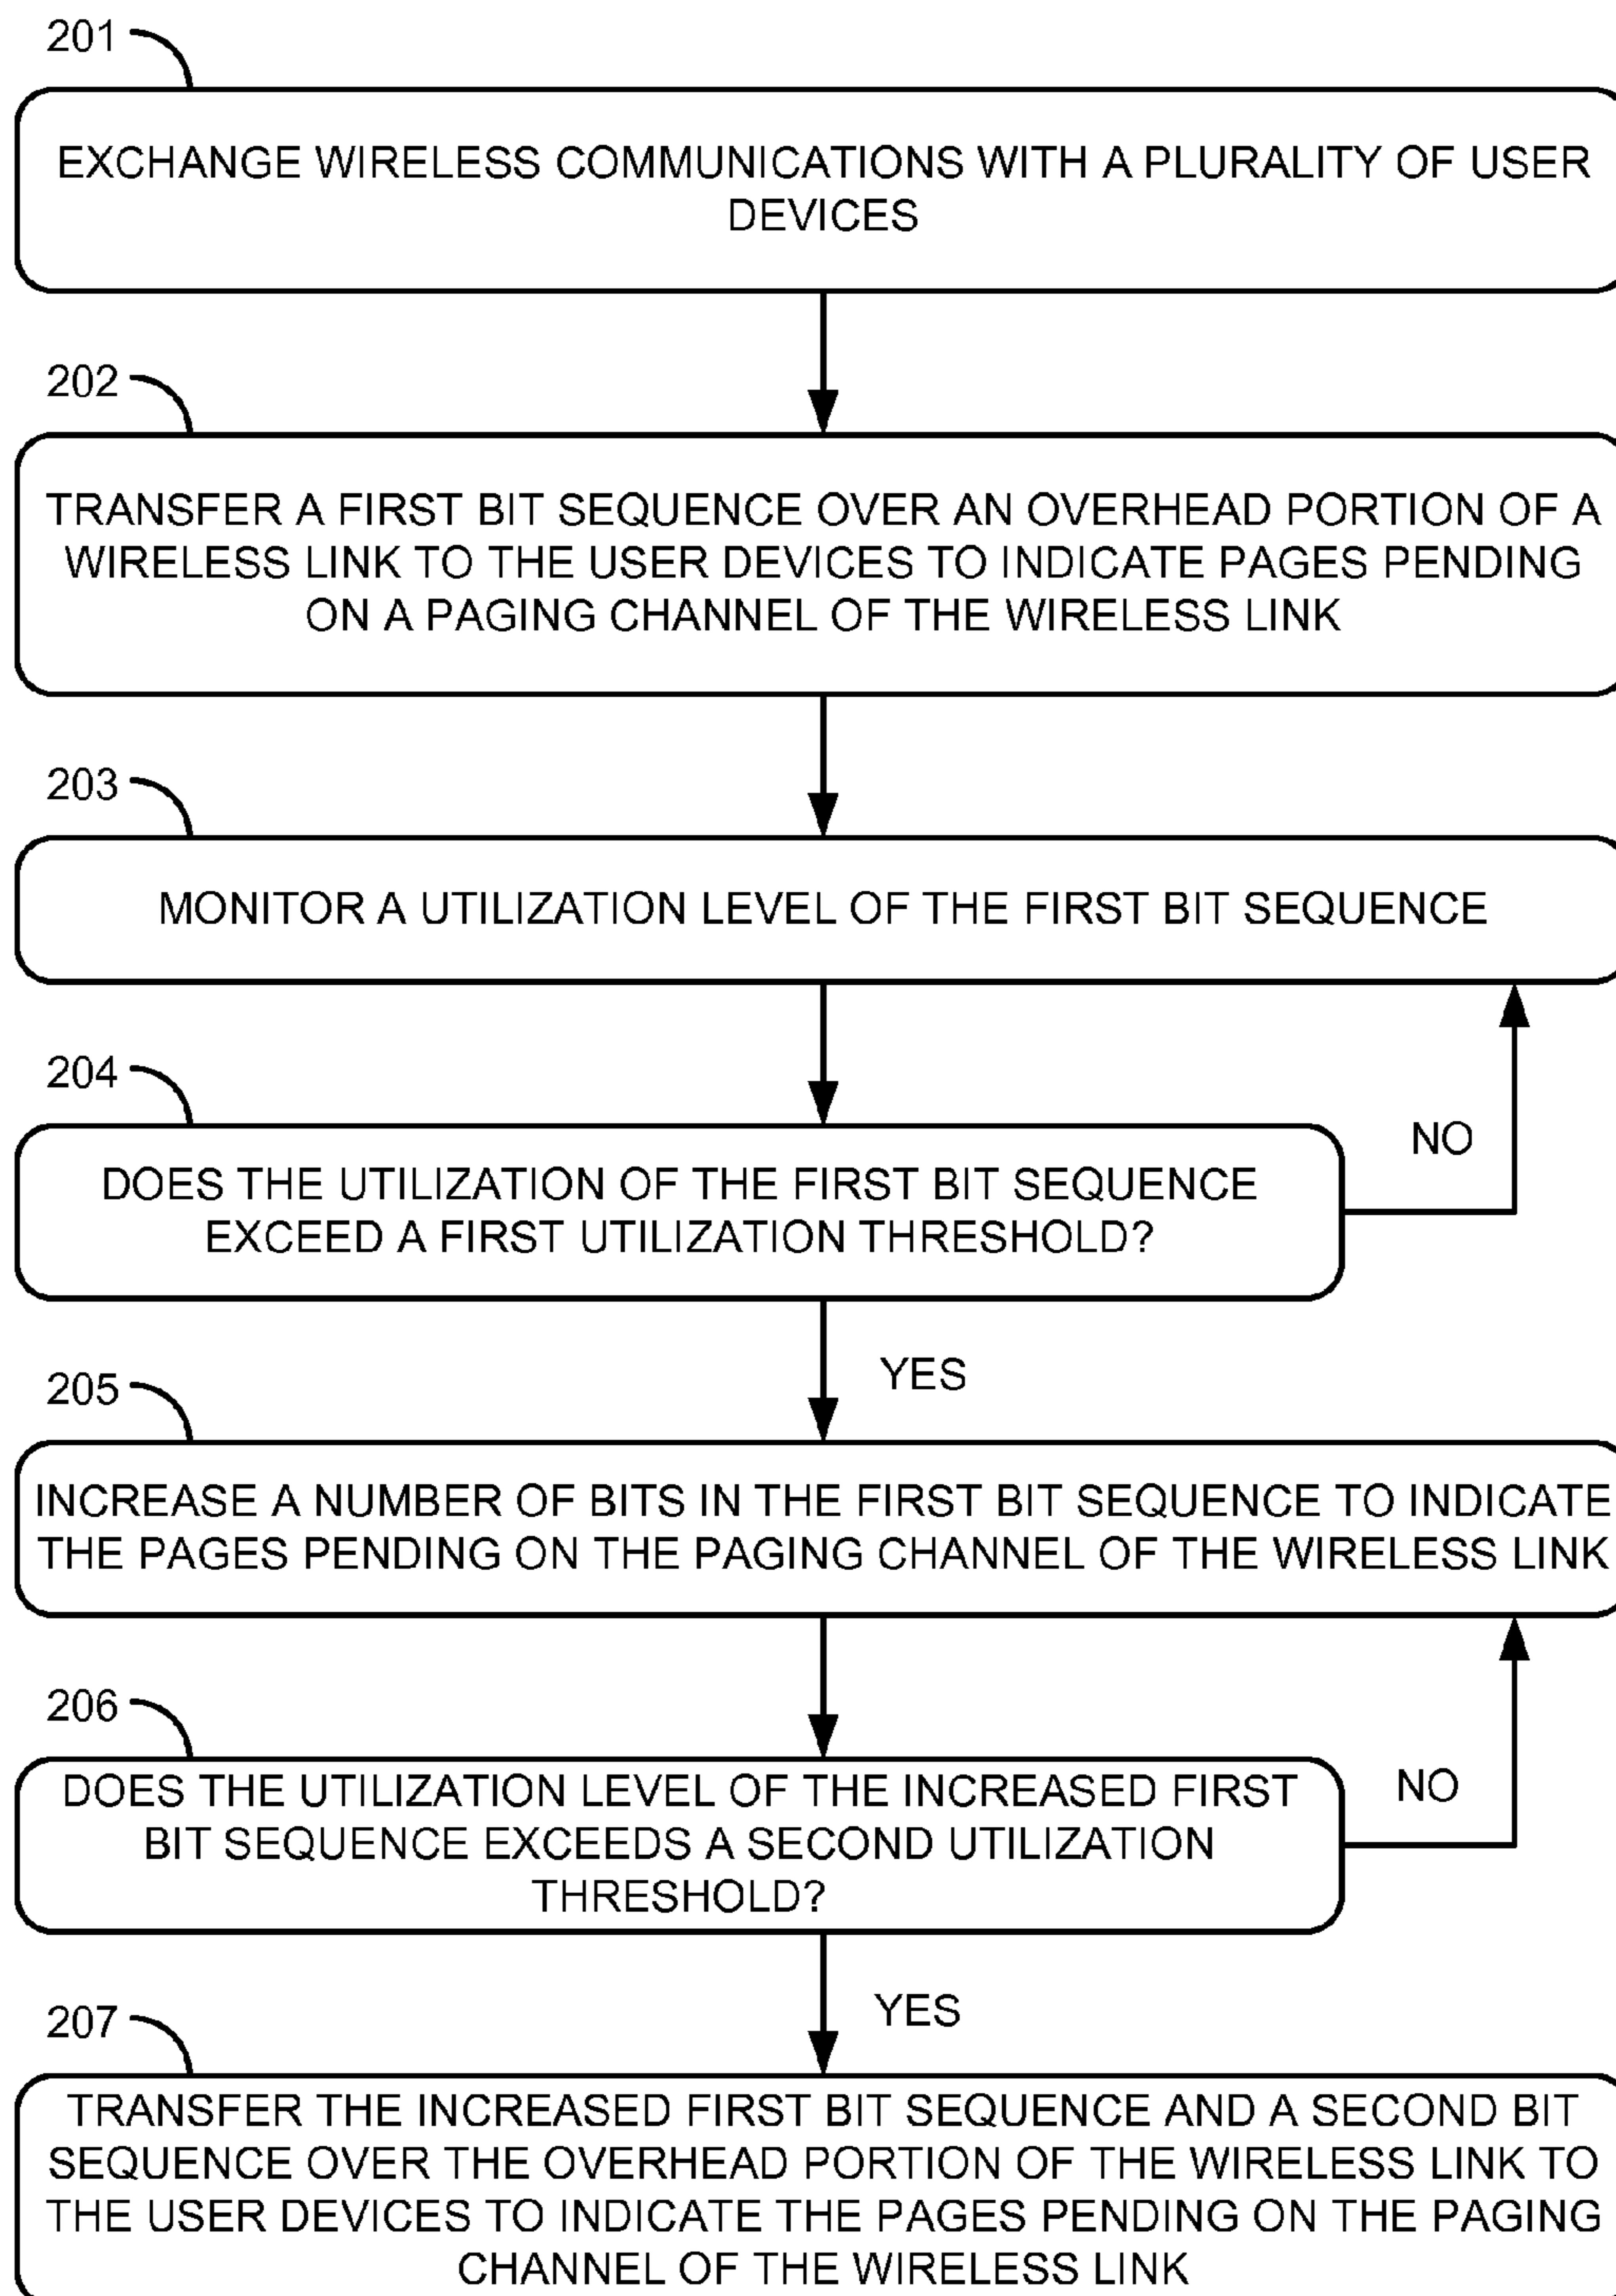 201
EXCHANGE WIRELESS COMMUNICATIONS WITH A PLURALITY OF USER
DEVICES
202
TRANSFER A FIRST BIT SEQUENCE OVER AN OVERHEAD PORTION OF A
WIRELESS LINK TO THE USER DEVICES TO INDICATE PAGES PENDING
ON A PAGING CHANNEL OF THE WIRELESS LINK
203
MONITOR A UTILIZATION LEVEL OF THE FIRST BIT SEQUENCE
204
DOES THE UTILIZATION OF THE FIRST BIT SEQUENCE
EXCEED A FIRST UTILIZATION THRESHOLD?
NO
YES
205
INCREASE A NUMBER OF BITS IN THE FIRST BIT SEQUENCE TO INDICATE
THE PAGES PENDING ON THE PAGING CHANNEL OF THE WIRELESS LINK
206
DOES THE UTILIZATION LEVEL OF THE INCREASED FIRST
BIT SEQUENCE EXCEEDS A SECOND UTILIZATION
THRESHOLD?
NO
YES
207
TRANSFER THE INCREASED FIRST BIT SEQUENCE AND A SECOND BIT
SEQUENCE OVER THE OVERHEAD PORTION OF THE WIRELESS LINK TO
THE USER DEVICES TO INDICATE THE PAGES PENDING ON THE PAGING
CHANNEL OF THE WIRELESS LINK